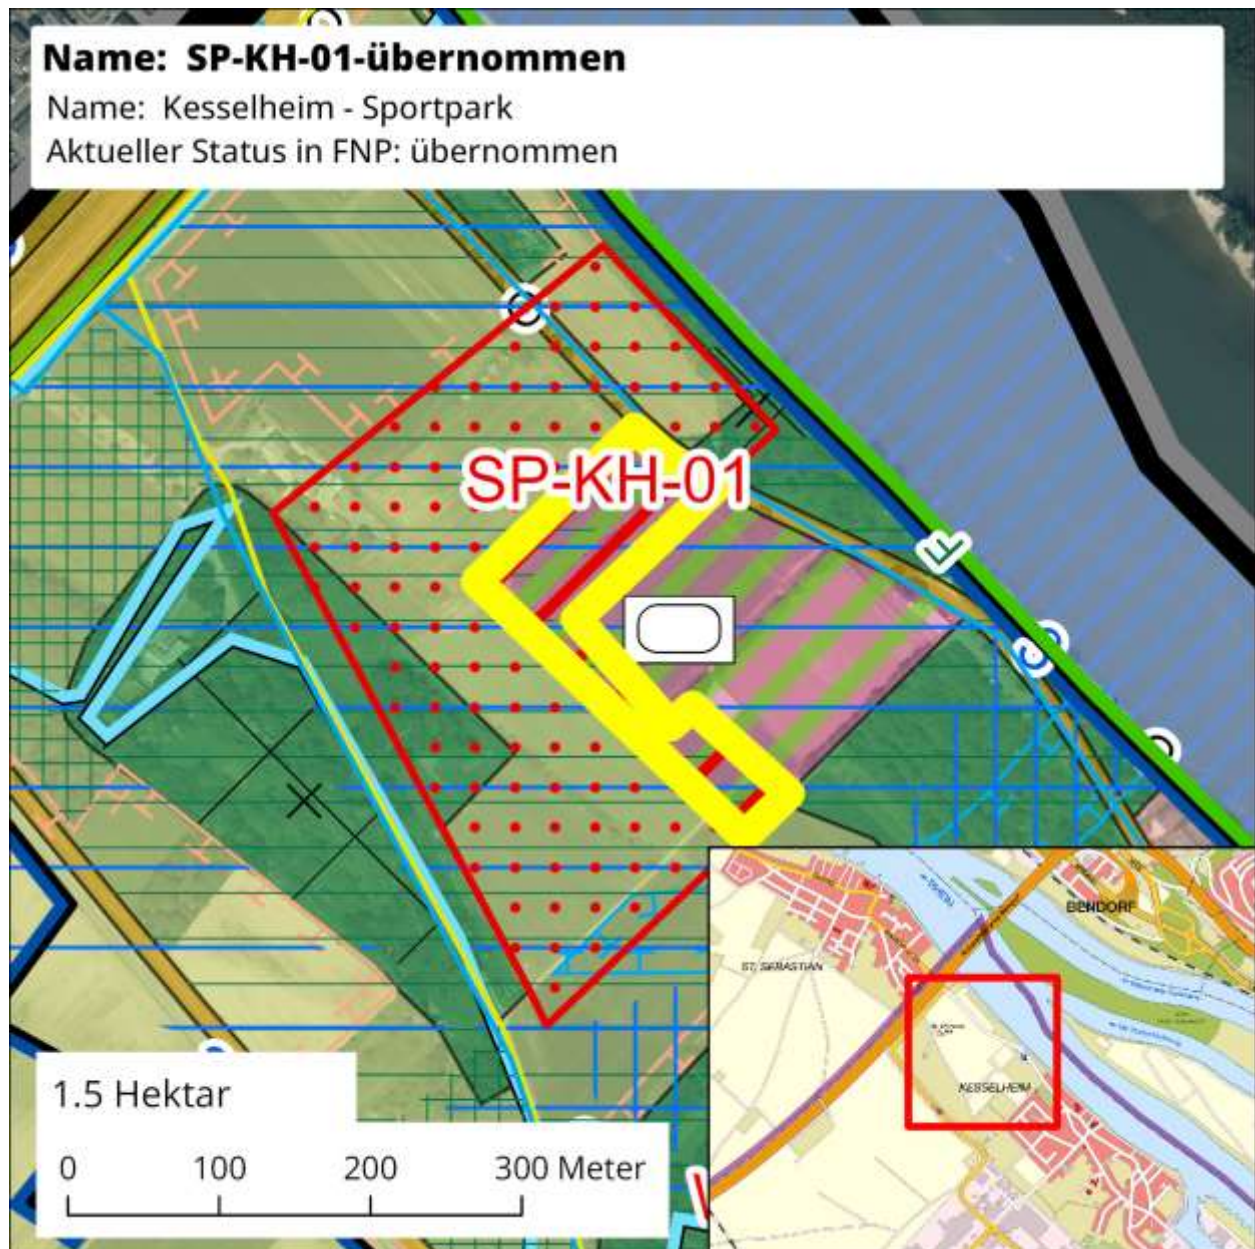 Name: SP-KH-01-übernommen
Name: Kesselheim - Sportpark
Aktueller Status in FNP: übernommen
SP-KH-01
F
BENDORF
ST. SEBASTIAN
KESSELHEIM
1.5 Hektar
0 100 200 300 Meter